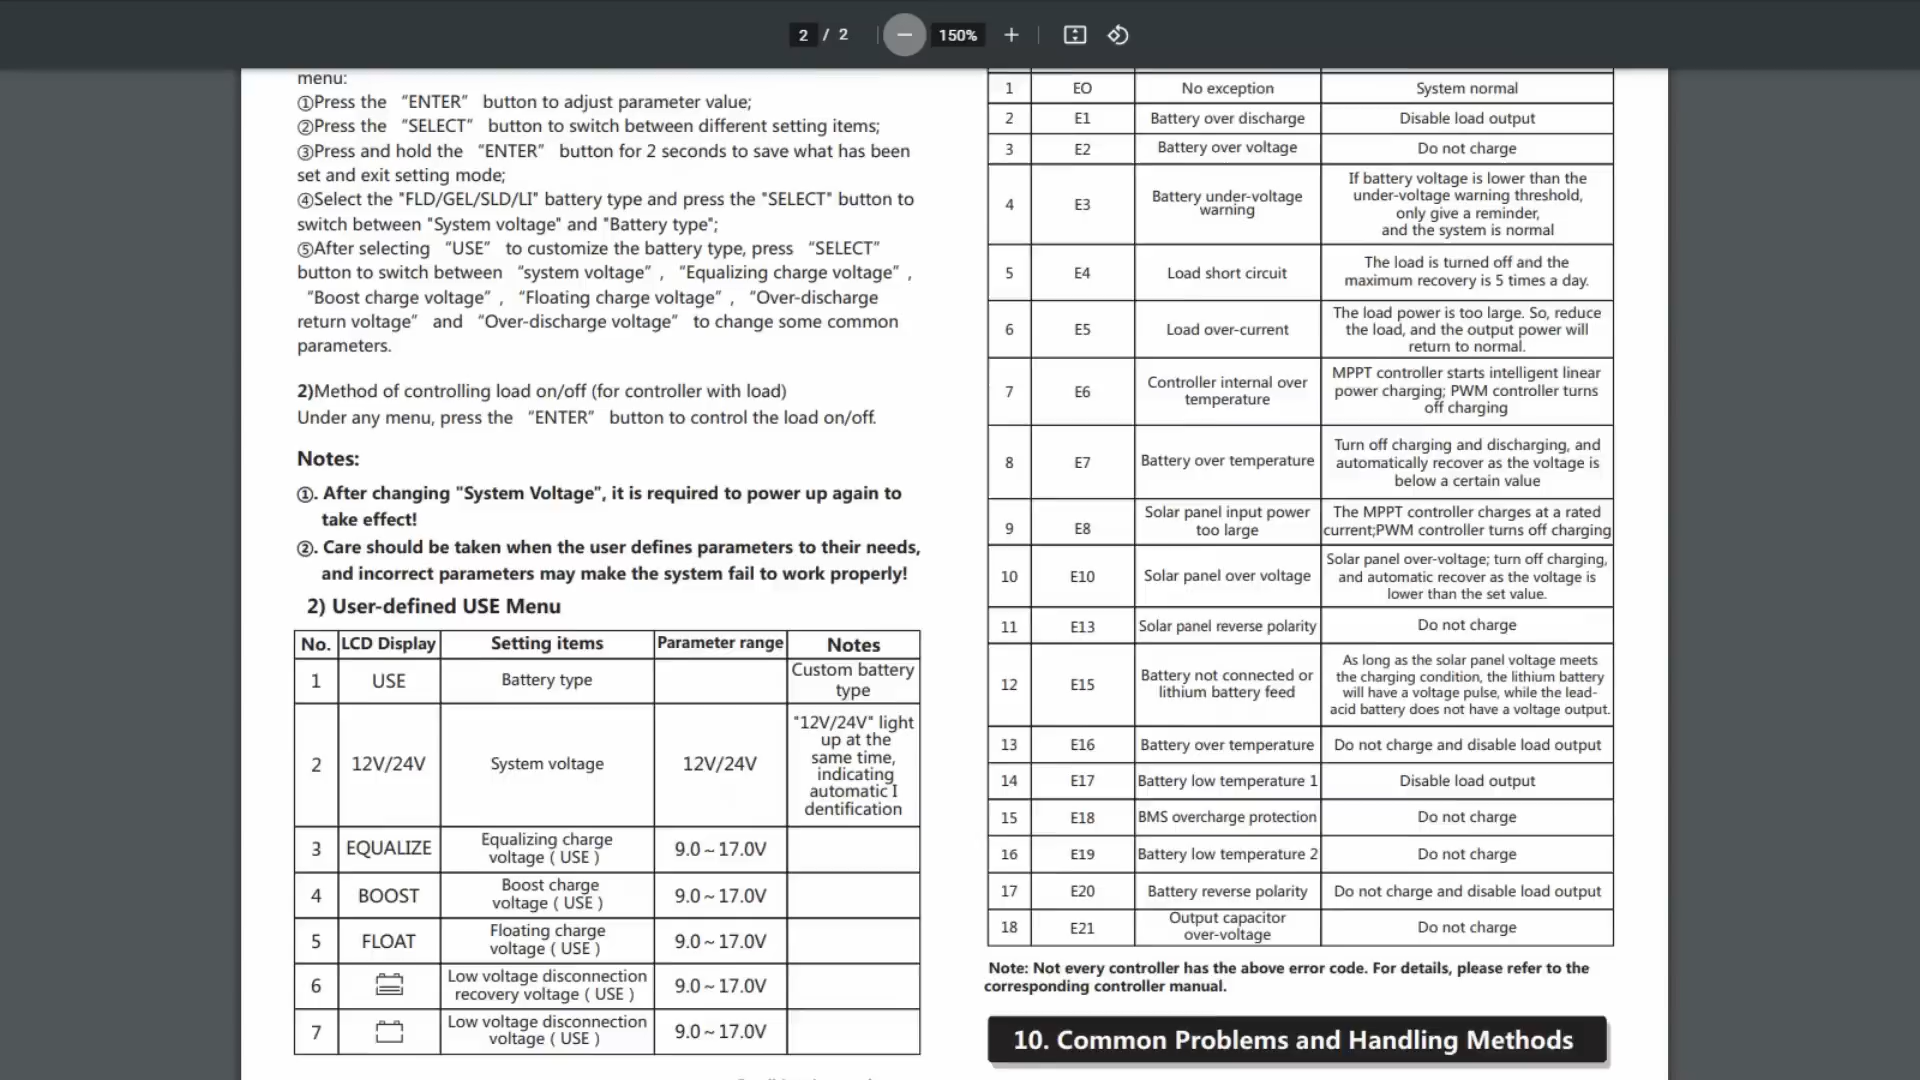 2 / 2 − 150% +
menu:
①Press the “ENTER” button to adjust parameter value;
②Press the “SELECT” button to switch between different setting items;
③Press and hold the “ENTER” button for 2 seconds to save what has been
set and exit setting mode;
④Select the "FLD/GEL/SLD/LI" battery type and press the "SELECT" button to
switch between "System voltage" and "Battery type";
⑤After selecting “USE” to customize the battery type, press “SELECT”
button to switch between “system voltage” , “Equalizing charge voltage” ,
“Boost charge voltage” , “Floating charge voltage” , “Over-discharge
return voltage” and “Over-discharge voltage” to change some common
parameters.
2)Method of controlling load on/off (for controller with load)
Under any menu, press the “ENTER” button to control the load on/off.
Notes:
①. After changing "System Voltage", it is required to power up again to
take effect!
②. Care should be taken when the user defines parameters to their needs,
and incorrect parameters may make the system fail to work properly!
2) User-defined USE Menu
No. LCD Display Setting items Parameter range Notes
1 USE Battery type Custom battery
type
2 12V/24V System voltage 12V/24V "12V/24V" light
up at the
same time,
indicating
automatic I
dentification
3 EQUALIZE Equalizing charge
voltage ( USE ) 9.0 ~ 17.0V
4 BOOST Boost charge
voltage ( USE ) 9.0 ~ 17.0V
5 FLOAT Floating charge
voltage ( USE ) 9.0 ~ 17.0V
6 Low voltage disconnection
recovery voltage ( USE ) 9.0 ~ 17.0V
7 Low voltage disconnection
voltage ( USE ) 9.0 ~ 17.0V
1 EO No exception System normal
2 E1 Battery over discharge Disable load output
3 E2 Battery over voltage Do not charge
4 E3 Battery under-voltage
warning If battery voltage is lower than the
under-voltage warning threshold,
only give a reminder,
and the system is normal
5 E4 Load short circuit The load is turned off and the
maximum recovery is 5 times a day.
6 E5 Load over-current The load power is too large. So, reduce
the load, and the output power will
return to normal.
7 E6 Controller internal over
temperature MPPT controller starts intelligent linear
power charging; PWM controller turns
off charging
8 E7 Battery over temperature Turn off charging and discharging, and
automatically recover as the voltage is
below a certain value
9 E8 Solar panel input power
too large The MPPT controller charges at a rated
current;PWM controller turns off charging
10 E10 Solar panel over voltage Solar panel over-voltage; turn off charging,
and automatic recover as the voltage is
lower than the set value.
11 E13 Solar panel reverse polarity Do not charge
12 E15 Battery not connected or
lithium battery feed As long as the solar panel voltage meets
the charging condition, the lithium battery
will have a voltage pulse, while the lead-
acid battery does not have a voltage output.
13 E16 Battery over temperature Do not charge and disable load output
14 E17 Battery low temperature 1 Disable load output
15 E18 BMS overcharge protection Do not charge
16 E19 Battery low temperature 2 Do not charge
17 E20 Battery reverse polarity Do not charge and disable load output
18 E21 Output capacitor
over-voltage Do not charge
Note: Not every controller has the above error code. For details, please refer to the
corresponding controller manual.
10. Common Problems and Handling Methods